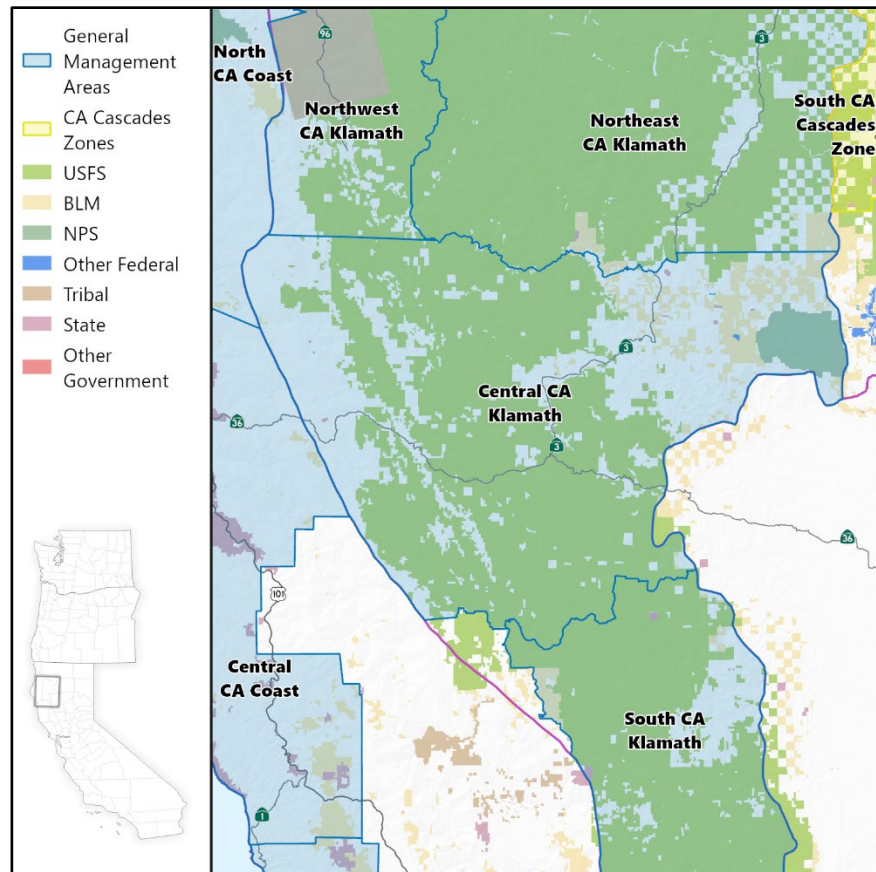 General
Management
Areas
CA Cascades
Zones
USFS
BLM
NPS
Other Federal
Tribal
State
Other
Government
96
3
North
CA Coast
Northwest
CA Klamath
Northeast
CA Klamath
South CA
Cascades
Zone
3
Central CA
Klamath
36
3
36
101
Central
CA Coast
South CA
Klamath
1